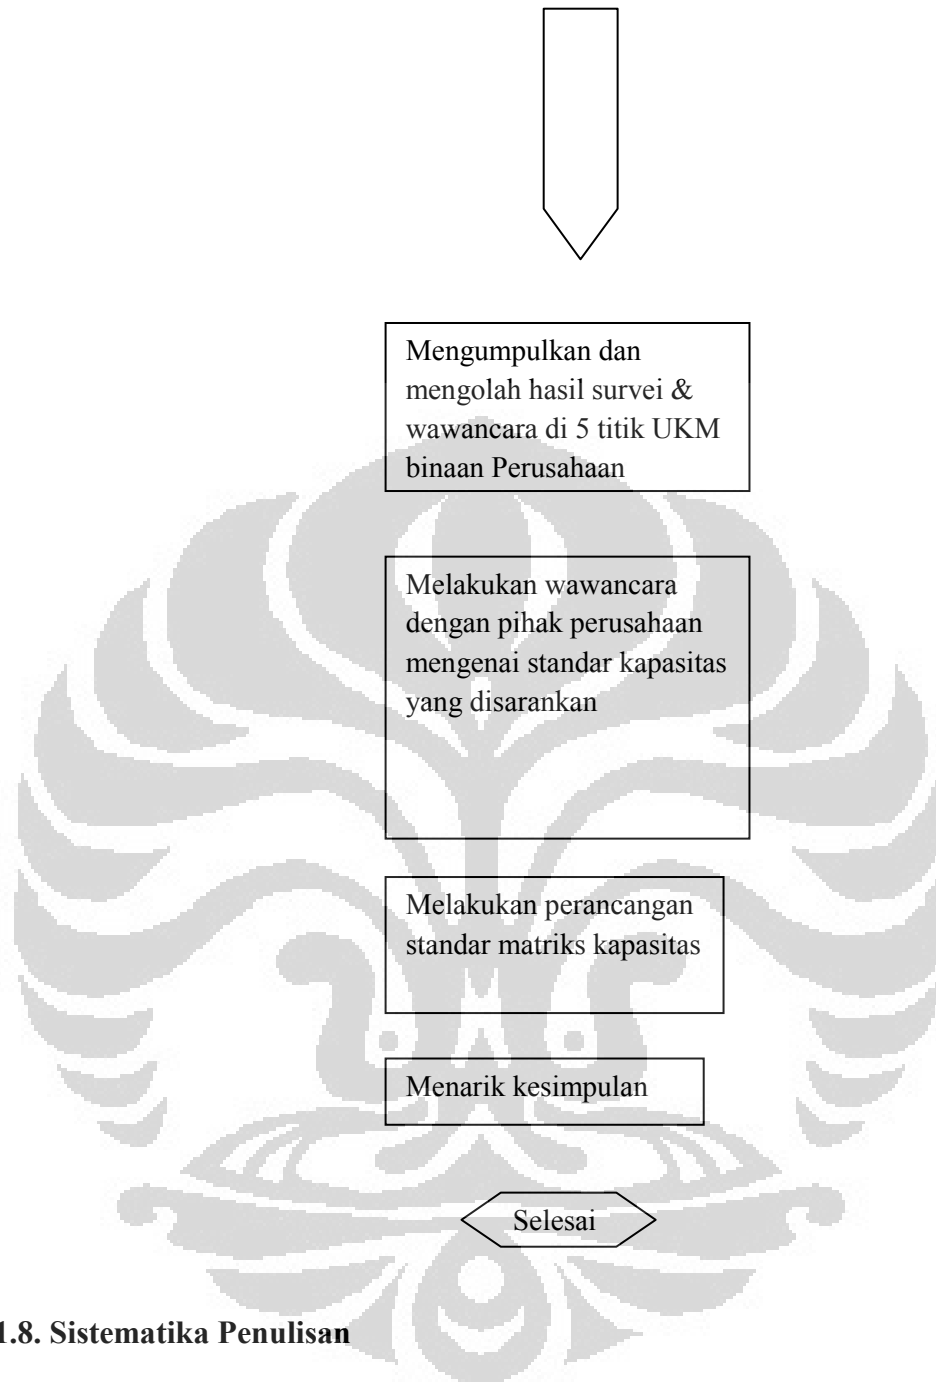 Mengumpulkan dan
mengolah hasil survei &
wawancara di 5 titik UKM
binaan Perusahaan
Melakukan wawancara
dengan pihak perusahaan
mengenai standar kapasitas
yang disarankan
Melakukan perancangan
standar matriks kapasitas
Menarik kesimpulan
Selesai
1.8. Sistematika Penulisan